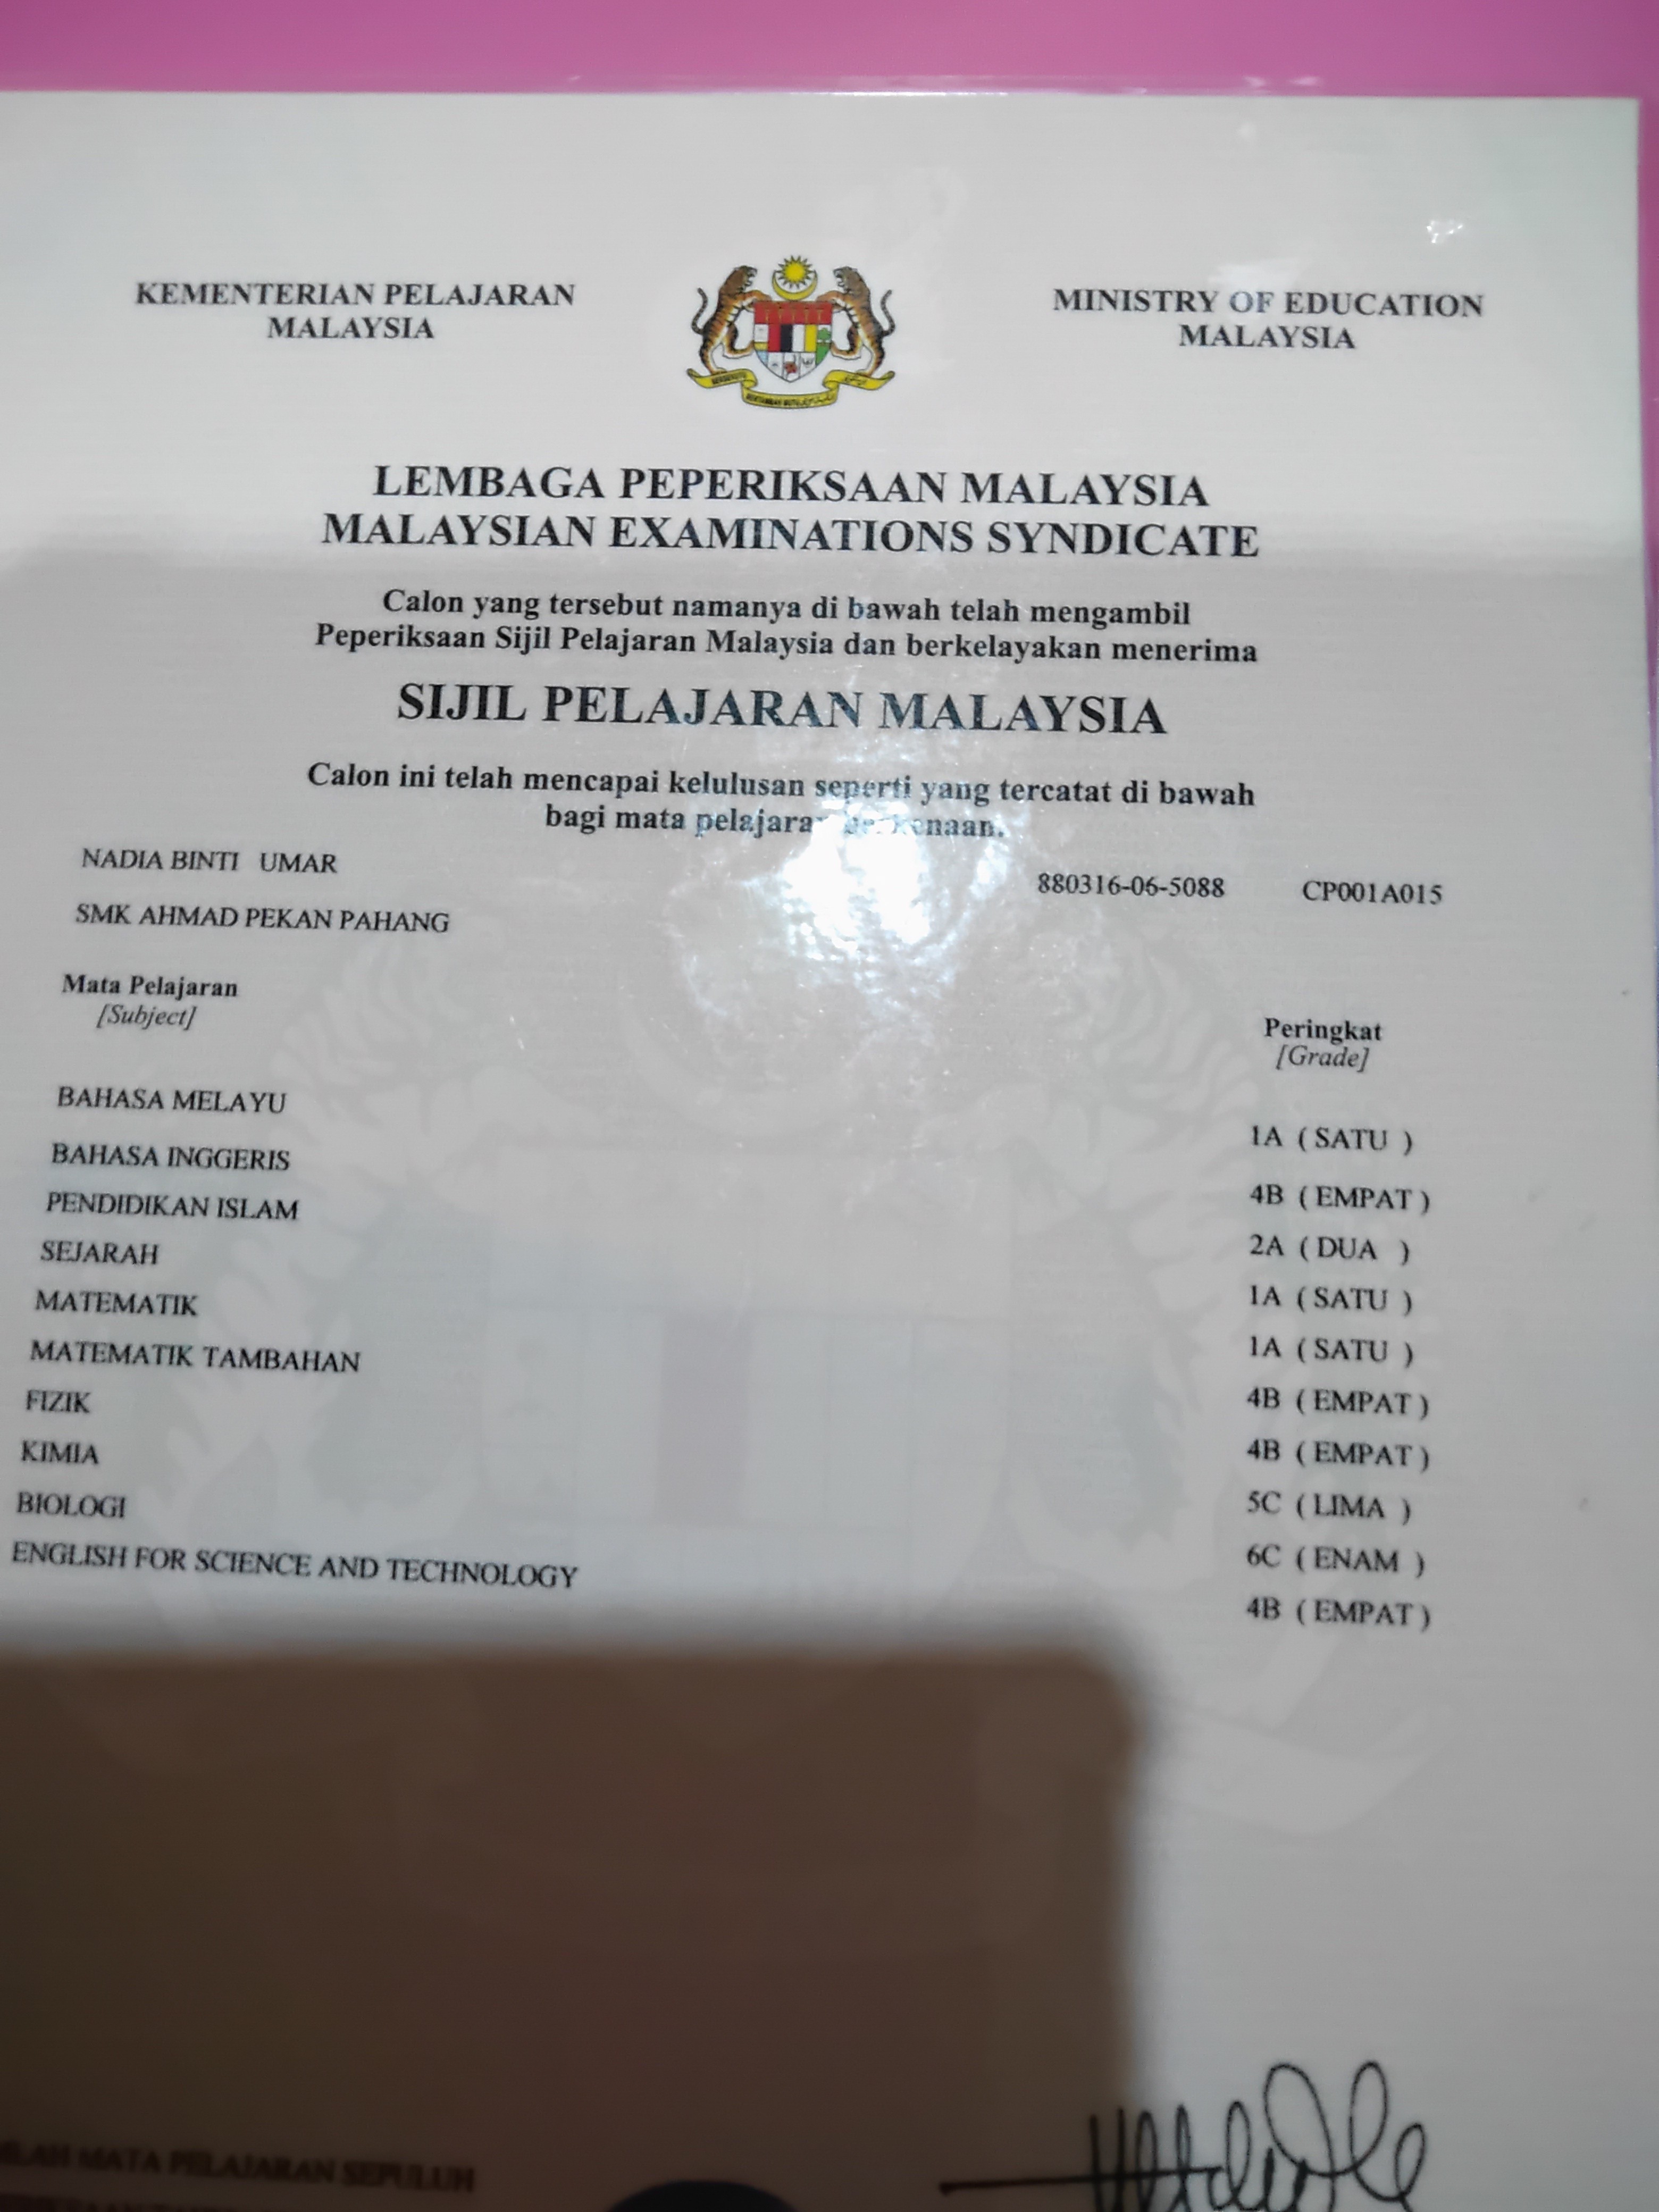 KEMENTERIAN PELAJARAN
MALAYSIA
MINISTRY OF EDUCATION
MALAYSIA
LEMBAGA PEPERIKSAAN MALAYSIA
MALAYSIAN EXAMINATIONS SYNDICATE
Calon yang tersebut namanya di bawah telah mengambil
Peperiksaan Sijil Pelajaran Malaysia dan berkelayakan menerima
SIJIL PELAJARAN MALAYSIA
Calon ini telah mencapai kelulusan seperti yang tercatat di bawah
bagi mata pelajaran berkenaan.
NADIA BINTI UMAR 880316-06-5088 CP001A015
SMK AHMAD PEKAN PAHANG
Mata Pelajaran Peringkat
[Subject] [Grade]
BAHASA MELAYU 1A ( SATU )
BAHASA INGGERIS 4B ( EMPAT )
PENDIDIKAN ISLAM 2A ( DUA )
SEJARAH 1A ( SATU )
MATEMATIK 1A ( SATU )
MATEMATIK TAMBAHAN 4B ( EMPAT )
FIZIK 4B ( EMPAT )
KIMIA 5C ( LIMA )
BIOLOGI 6C ( ENAM )
ENGLISH FOR SCIENCE AND TECHNOLOGY 4B ( EMPAT )
MATA PELAJARAN SEPULUH